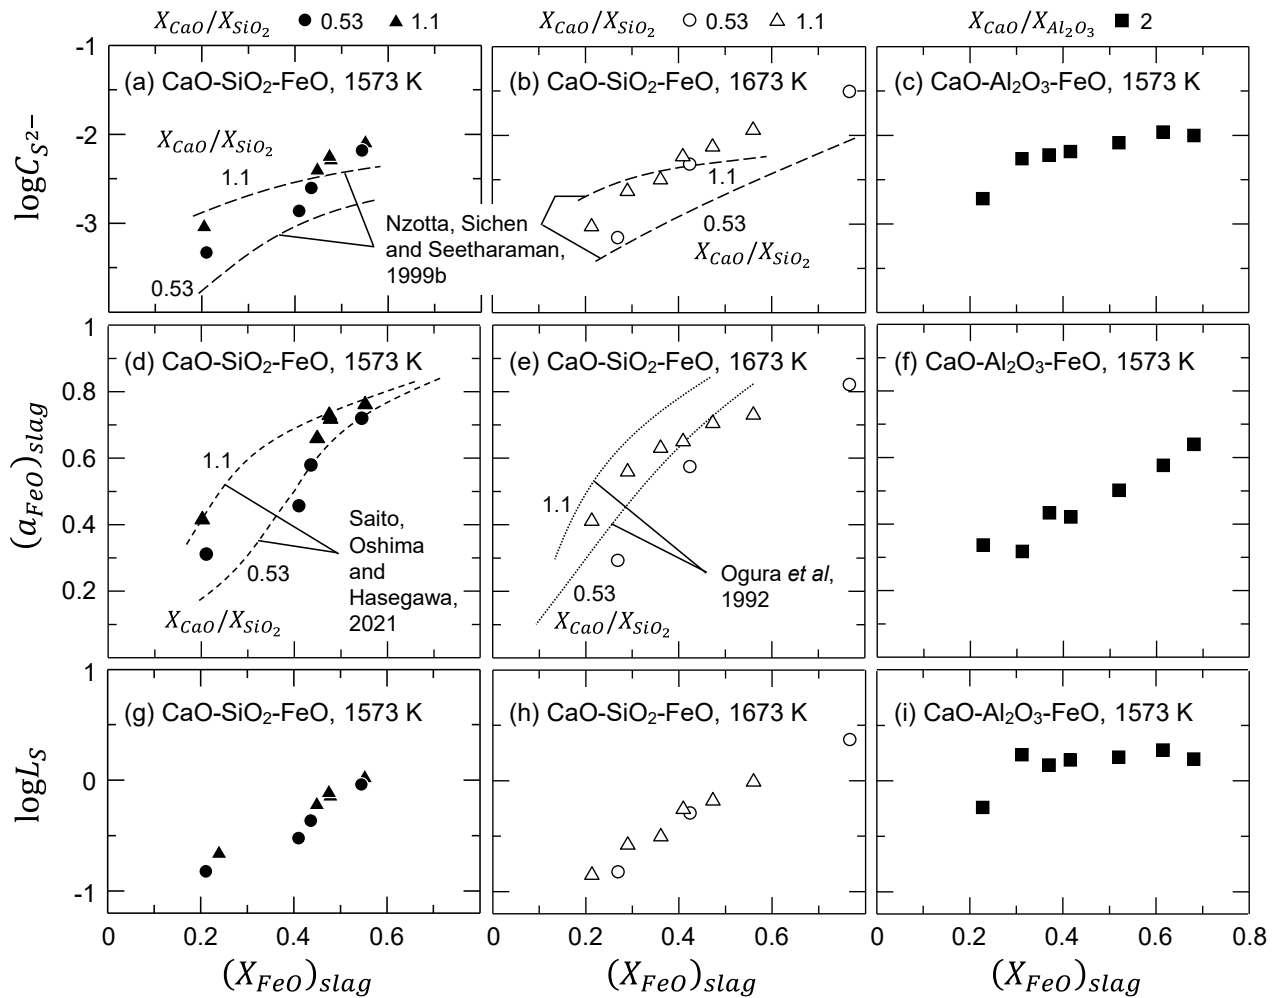 X_CaO/X_SiO₂ ● 0.53 ▲ 1.1
X_CaO/X_SiO₂ ○ 0.53 △ 1.1
X_CaO/X_Al₂O₃ ■ 2
logC_S²⁻
-1
-2
-3
(a) CaO-SiO₂-FeO, 1573 K
X_CaO/X_SiO₂
1.1
0.53
Nzotta, Sichen
and Seetharaman,
1999b
(b) CaO-SiO₂-FeO, 1673 K
1.1
0.53
X_CaO/X_SiO₂
(c) CaO-Al₂O₃-FeO, 1573 K
(a_FeO)_slag
1
0.8
0.6
0.4
0.2
(d) CaO-SiO₂-FeO, 1573 K
1.1
0.53
X_CaO/X_SiO₂
Saito,
Oshima
and
Hasegawa,
2021
(e) CaO-SiO₂-FeO, 1673 K
1.1
0.53
X_CaO/X_SiO₂
Ogura et al,
1992
(f) CaO-Al₂O₃-FeO, 1573 K
logL_S
1
0
-1
(g) CaO-SiO₂-FeO, 1573 K
(h) CaO-SiO₂-FeO, 1673 K
(i) CaO-Al₂O₃-FeO, 1573 K
0 0.2 0.4 0.6
0 0.2 0.4 0.6
0 0.2 0.4 0.6 0.8
(X_FeO)_slag
(X_FeO)_slag
(X_FeO)_slag